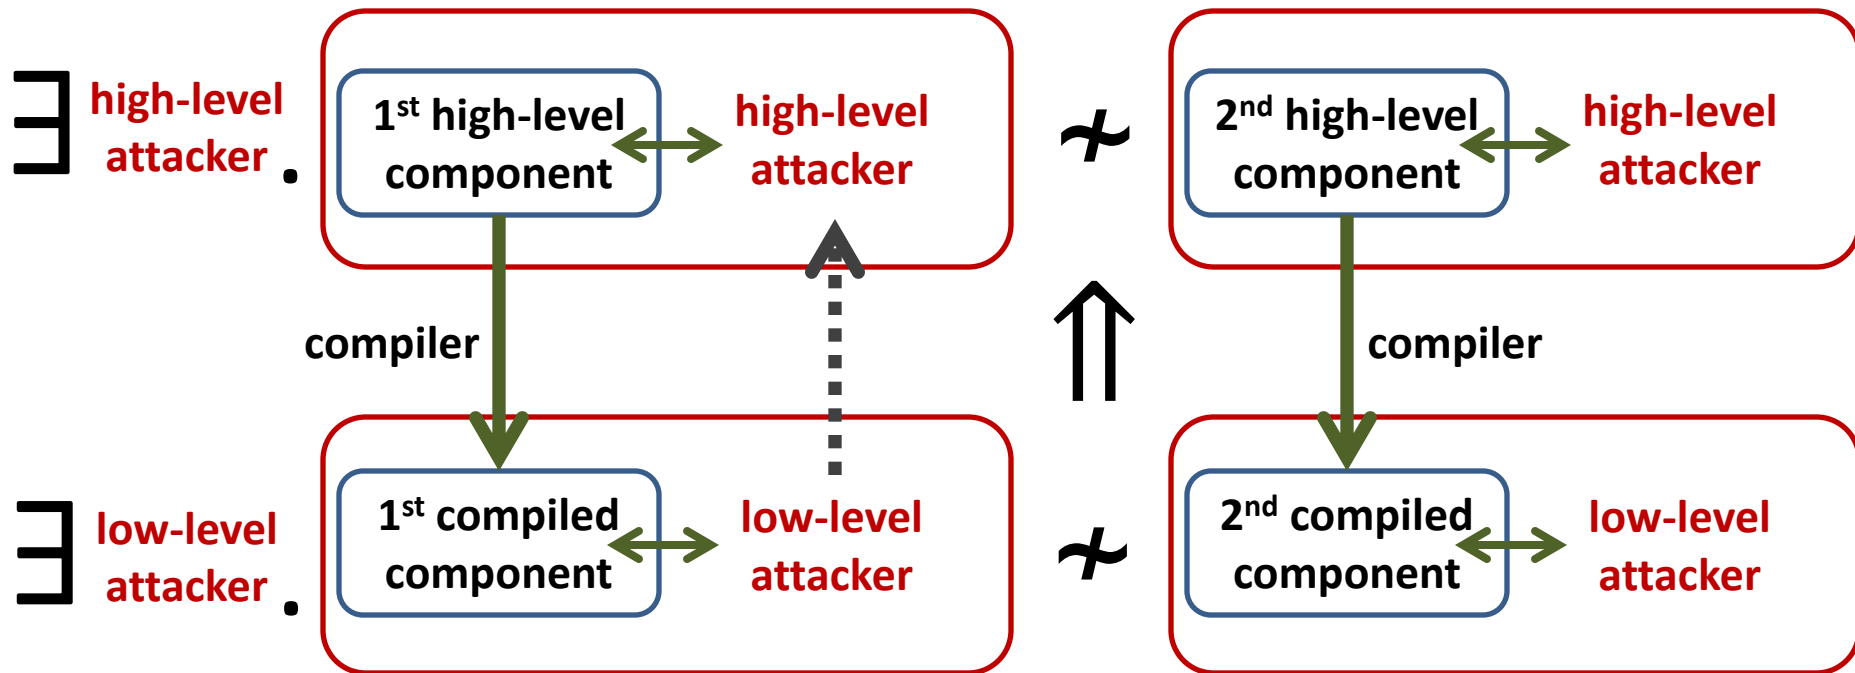 ∃ high-level attacker .
1st high-level component
high-level attacker
≁
2nd high-level component
high-level attacker
compiler
⇑
compiler
∃ low-level attacker .
1st compiled component
low-level attacker
≁
2nd compiled component
low-level attacker